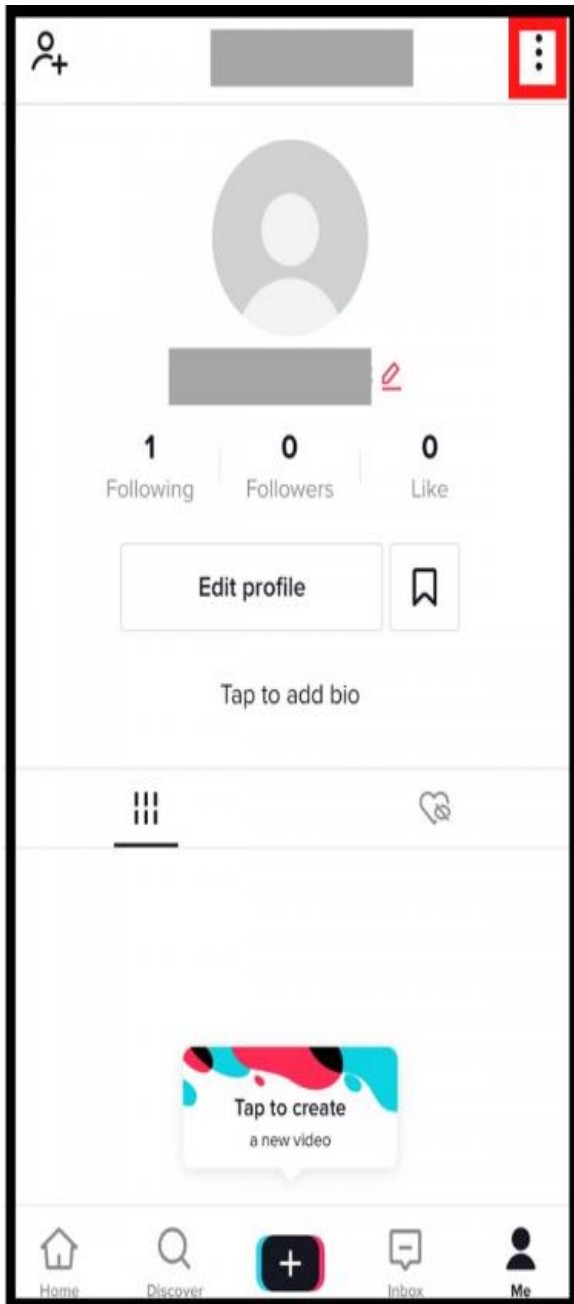 1 0 0
Following Followers Like
Edit profile
Tap to add bio
Tap to create
a new video
Home Discover Inbox Me